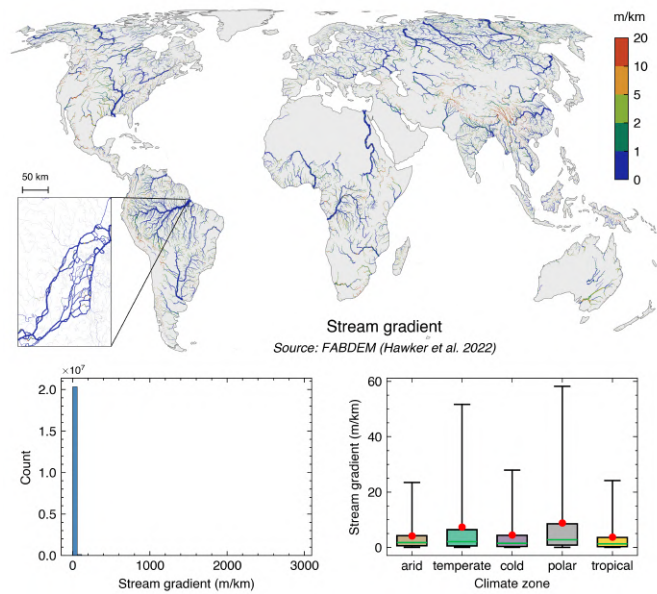 m/km
20
10
5
2
1
0
50 km
Stream gradient
Source: FABDEM (Hawker et al. 2022)
×10⁷
2.0
1.5
1.0
0.5
0.0
Count
0
1000
2000
3000
Stream gradient (m/km)
60
40
20
0
Stream gradient (m/km)
arid
temperate
cold
polar
tropical
Climate zone